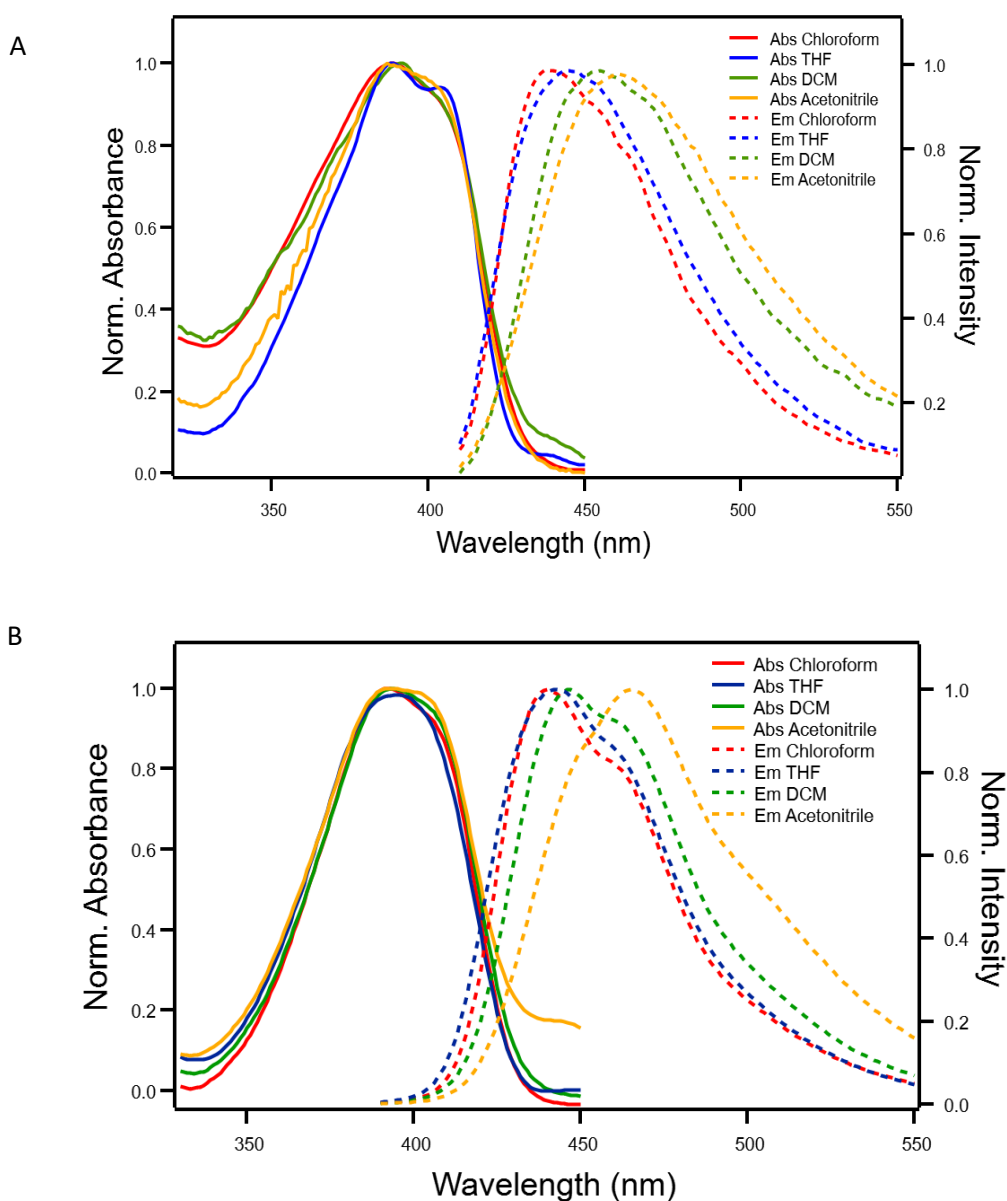 A
Abs Chloroform
Abs THF
Abs DCM
Abs Acetonitrile
Em Chloroform
Em THF
Em DCM
Em Acetonitrile
Norm. Absorbance
1.0
0.8
0.6
0.4
0.2
0.0
1.0
0.8
0.6
0.4
0.2
Norm. Intensity
350
400
450
500
550
Wavelength (nm)
B
Abs Chloroform
Abs THF
Abs DCM
Abs Acetonitrile
Em Chloroform
Em THF
Em DCM
Em Acetonitrile
Norm. Absorbance
1.0
0.8
0.6
0.4
0.2
0.0
1.0
0.8
0.6
0.4
0.2
0.0
Norm. Intensity
350
400
450
500
550
Wavelength (nm)